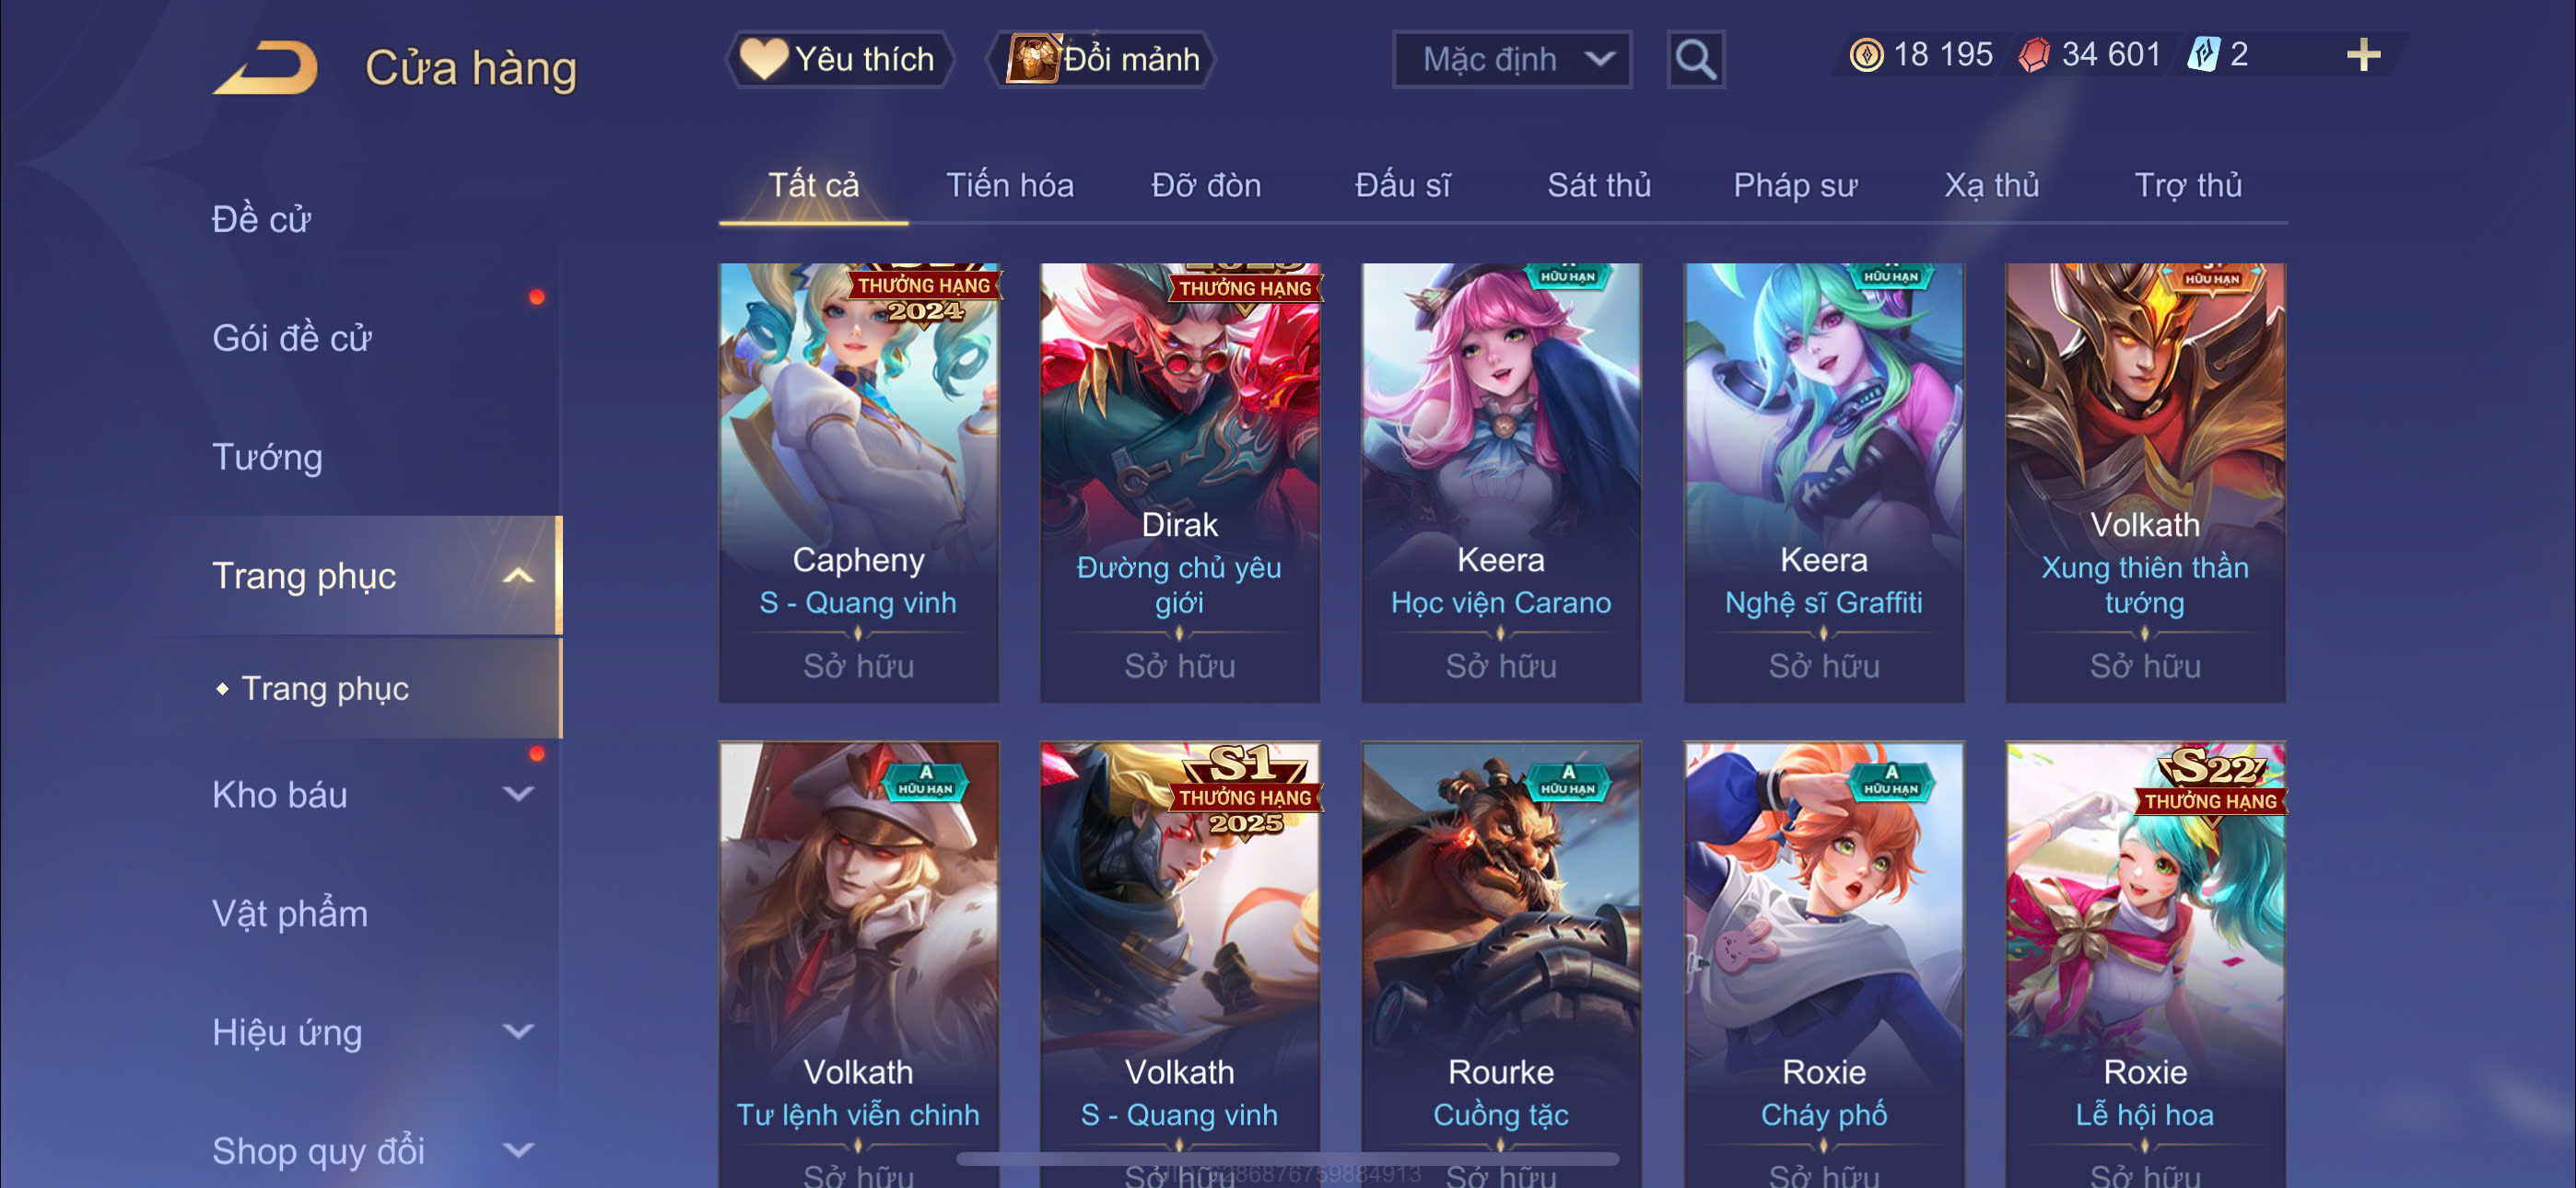 Cửa hàng
Yêu thích
Đổi mảnh
Mặc định
18 195
34 601
2
Tất cả
Tiến hóa
Đỡ đòn
Đấu sĩ
Sát thủ
Pháp sư
Xạ thủ
Trợ thủ
Đề cử
Gói đề cử
Tướng
Trang phục
Trang phục
Kho báu
Vật phẩm
Hiệu ứng
Shop quy đổi
THƯỞNG HẠNG
2024
Capheny
S - Quang vinh
Sở hữu
THƯỞNG HẠNG
Dirak
Đường chủ yêu
giới
Sở hữu
HỮU HẠN
Keera
Học viện Carano
Sở hữu
HỮU HẠN
Keera
Nghệ sĩ Graffiti
Sở hữu
HỮU HẠN
Volkath
Xung thiên thần
tướng
Sở hữu
A
HỮU HẠN
Volkath
Tư lệnh viễn chinh
Sở hữu
S1
THƯỞNG HẠNG
2025
Volkath
S - Quang vinh
Sở hữu
A
HỮU HẠN
Rourke
Cuồng tặc
Sở hữu
A
HỮU HẠN
Roxie
Cháy phố
Sở hữu
S22
THƯỞNG HẠNG
Roxie
Lễ hội hoa
Sở hữu